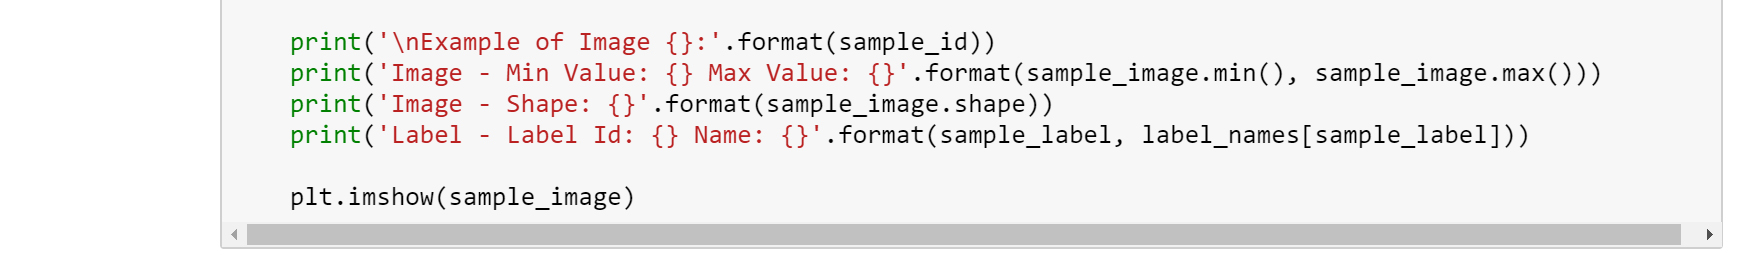 print('\nExample of Image {}:'.format(sample_id))
print('Image - Min Value: {} Max Value: {}'.format(sample_image.min(), sample_image.max()))
print('Image - Shape: {}'.format(sample_image.shape))
print('Label - Label Id: {} Name: {}'.format(sample_label, label_names[sample_label]))
plt.imshow(sample_image)